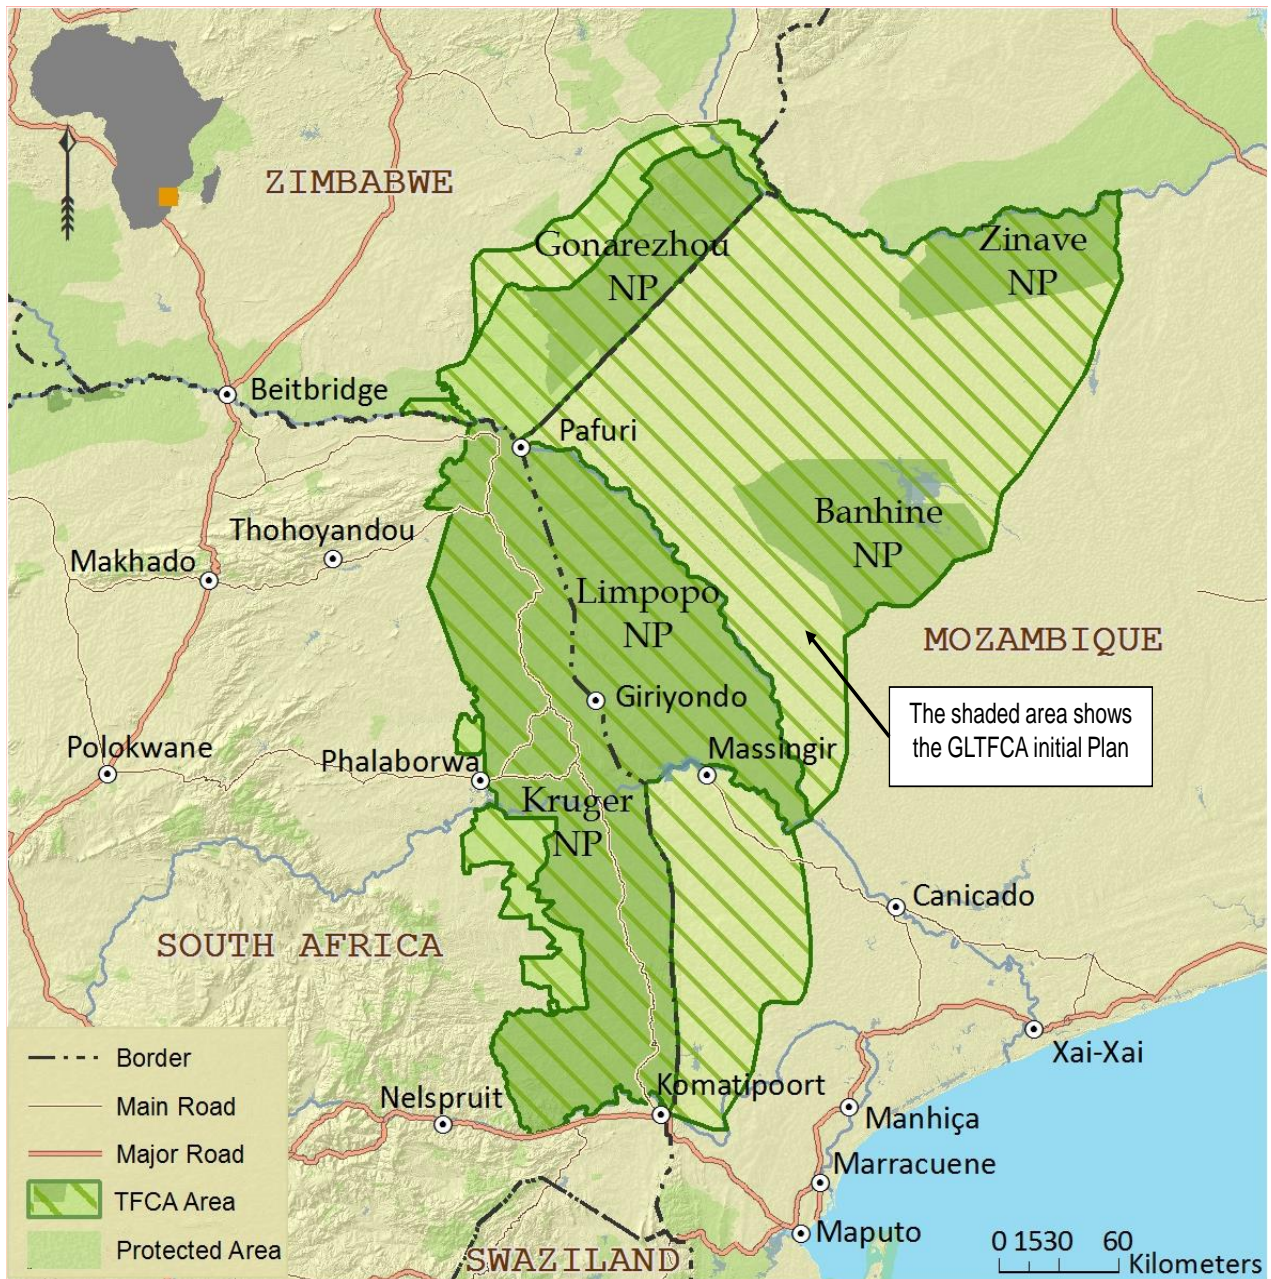 ZIMBABWE
Gonarezhou
NP
Zinave
NP
Beitbridge
Pafuri
Banhine
NP
Thohoyandou
Makhado
Limpopo
NP
MOZAMBIQUE
Giriyondo
The shaded area shows
the GLTFCA initial Plan
Polokwane
Phalaborwa
Massingir
Kruger
NP
Canicado
SOUTH AFRICA
Xai-Xai
Border
Main Road
Major Road
TFCA Area
Protected Area
Nelspruit
Komatipoort
Manhiça
Marracuene
Maputo
SWAZILAND
0 1530 60
Kilometers